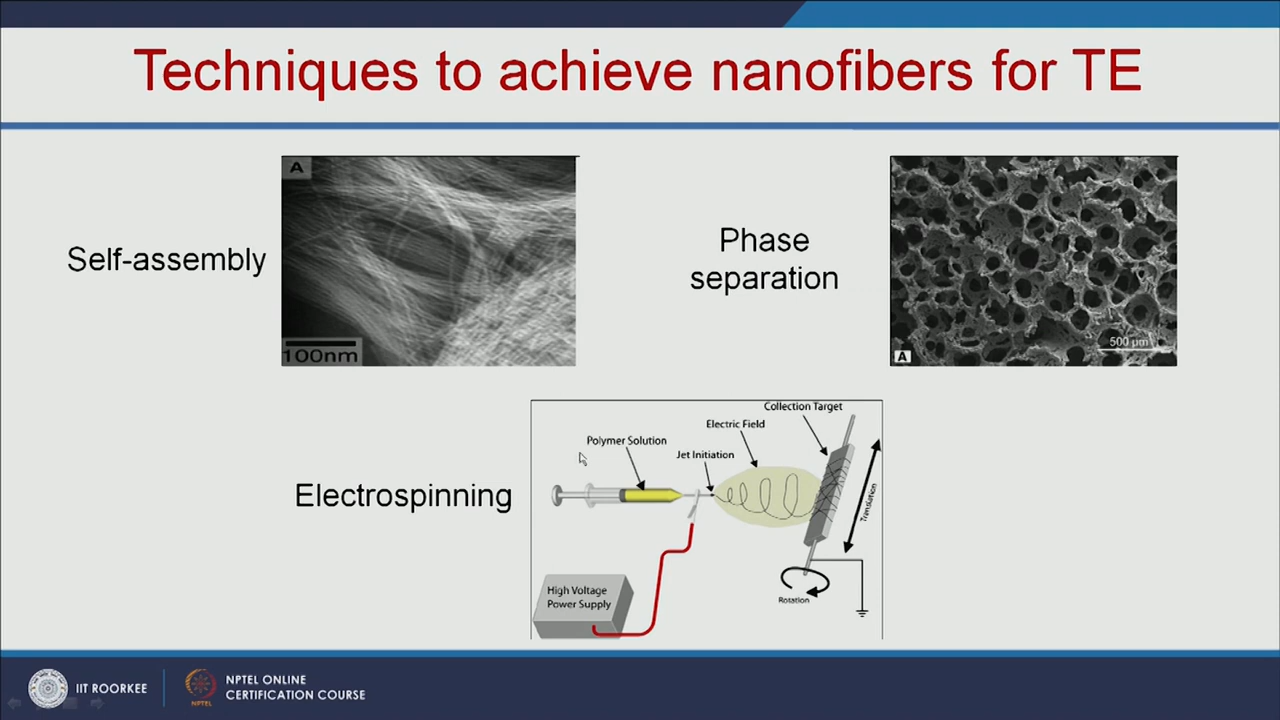 Techniques to achieve nanofibers for TE
A
Self-assembly
100nm
Phase
separation
500 µm
A
Electrospinning
Collection Target
Electric Field
Polymer Solution
Jet Initiation
Translation
High Voltage
Power Supply
Rotation
IIT ROORKEE
NPTEL
NPTEL ONLINE
CERTIFICATION COURSE